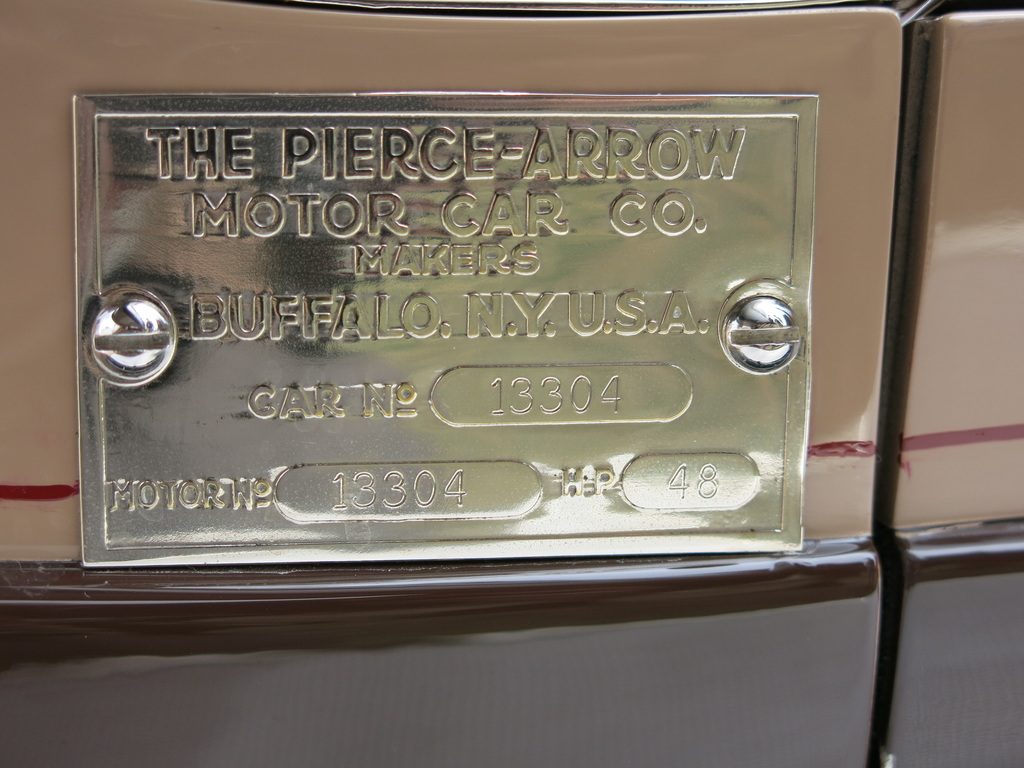 THE PIERCE-ARROW
MOTOR CAR CO.
MAKERS
BUFFALO. N.Y. U.S.A.
CAR Nº 13304
MOTOR Nº 13304 H·P· 48